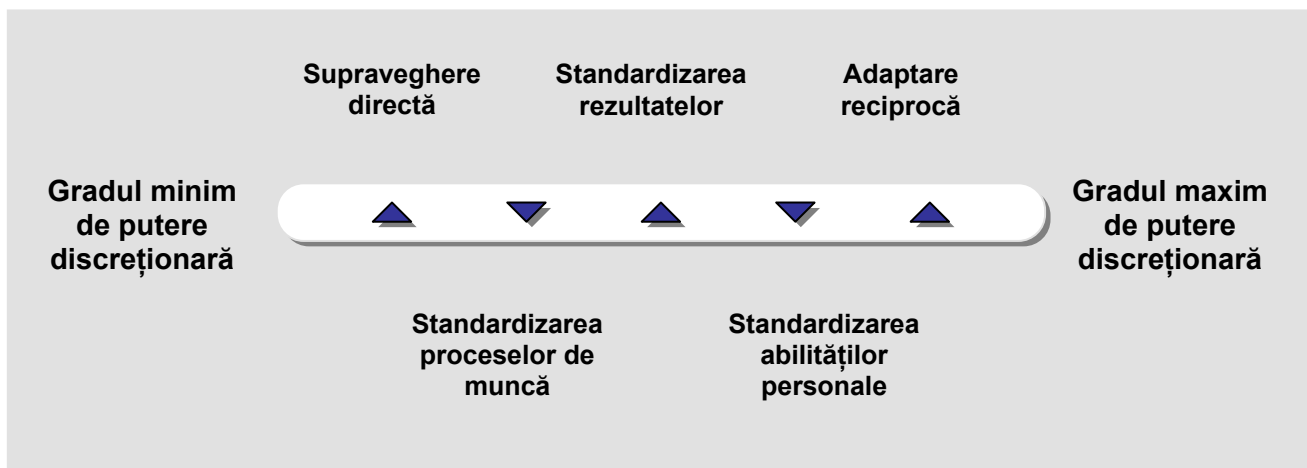 Supraveghere
directă
Standardizarea
rezultatelor
Adaptare
reciprocă
Gradul minim
de putere
discreționară
Gradul maxim
de putere
discreționară
Standardizarea
proceselor de
muncă
Standardizarea
abilităților
personale